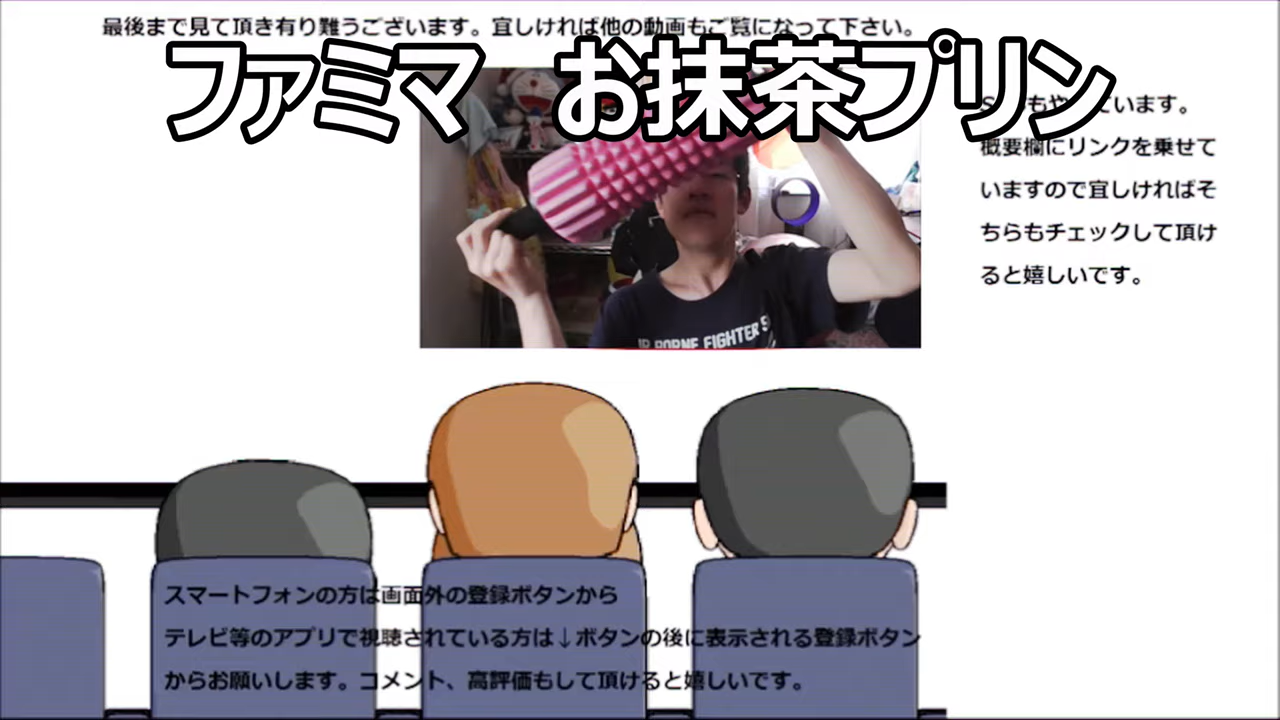 最後まで見て頂き有り難うございます。宜しければ他の動画もご覧になって下さい。
ファミマ お抹茶プリン
います。
概要欄にリンクを乗せて
いますので宜しければそ
ちらもチェックして頂け
ると嬉しいです。
BORNE FIGHTER
スマートフォンの方は画面外の登録ボタンから
テレビ等のアプリで視聴されている方は↓ボタンの後に表示される登録ボタン
からお願いします。コメント、高評価もして頂けると嬉しいです。